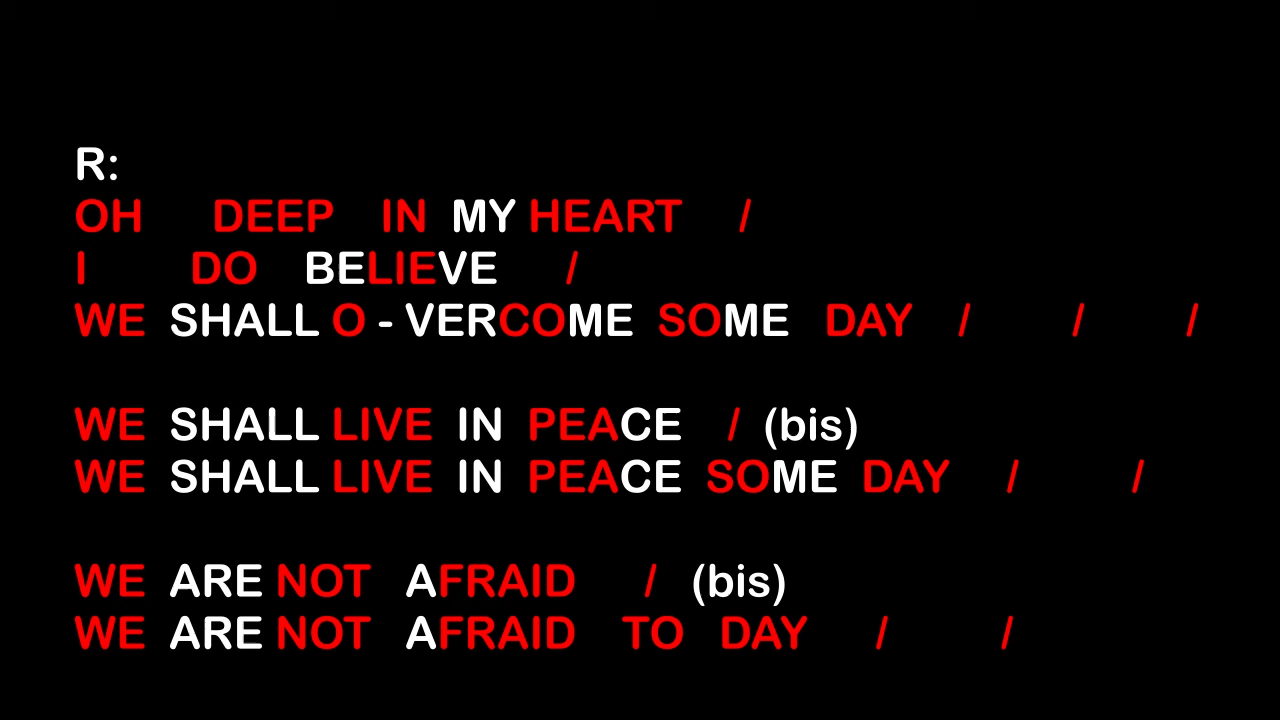 R:
OH DEEP IN MY HEART /
I DO BELIEVE /
WE SHALL O - VERCOME SOME DAY / / /
WE SHALL LIVE IN PEACE / (bis)
WE SHALL LIVE IN PEACE SOME DAY / /
WE ARE NOT AFRAID / (bis)
WE ARE NOT AFRAID TO DAY / /